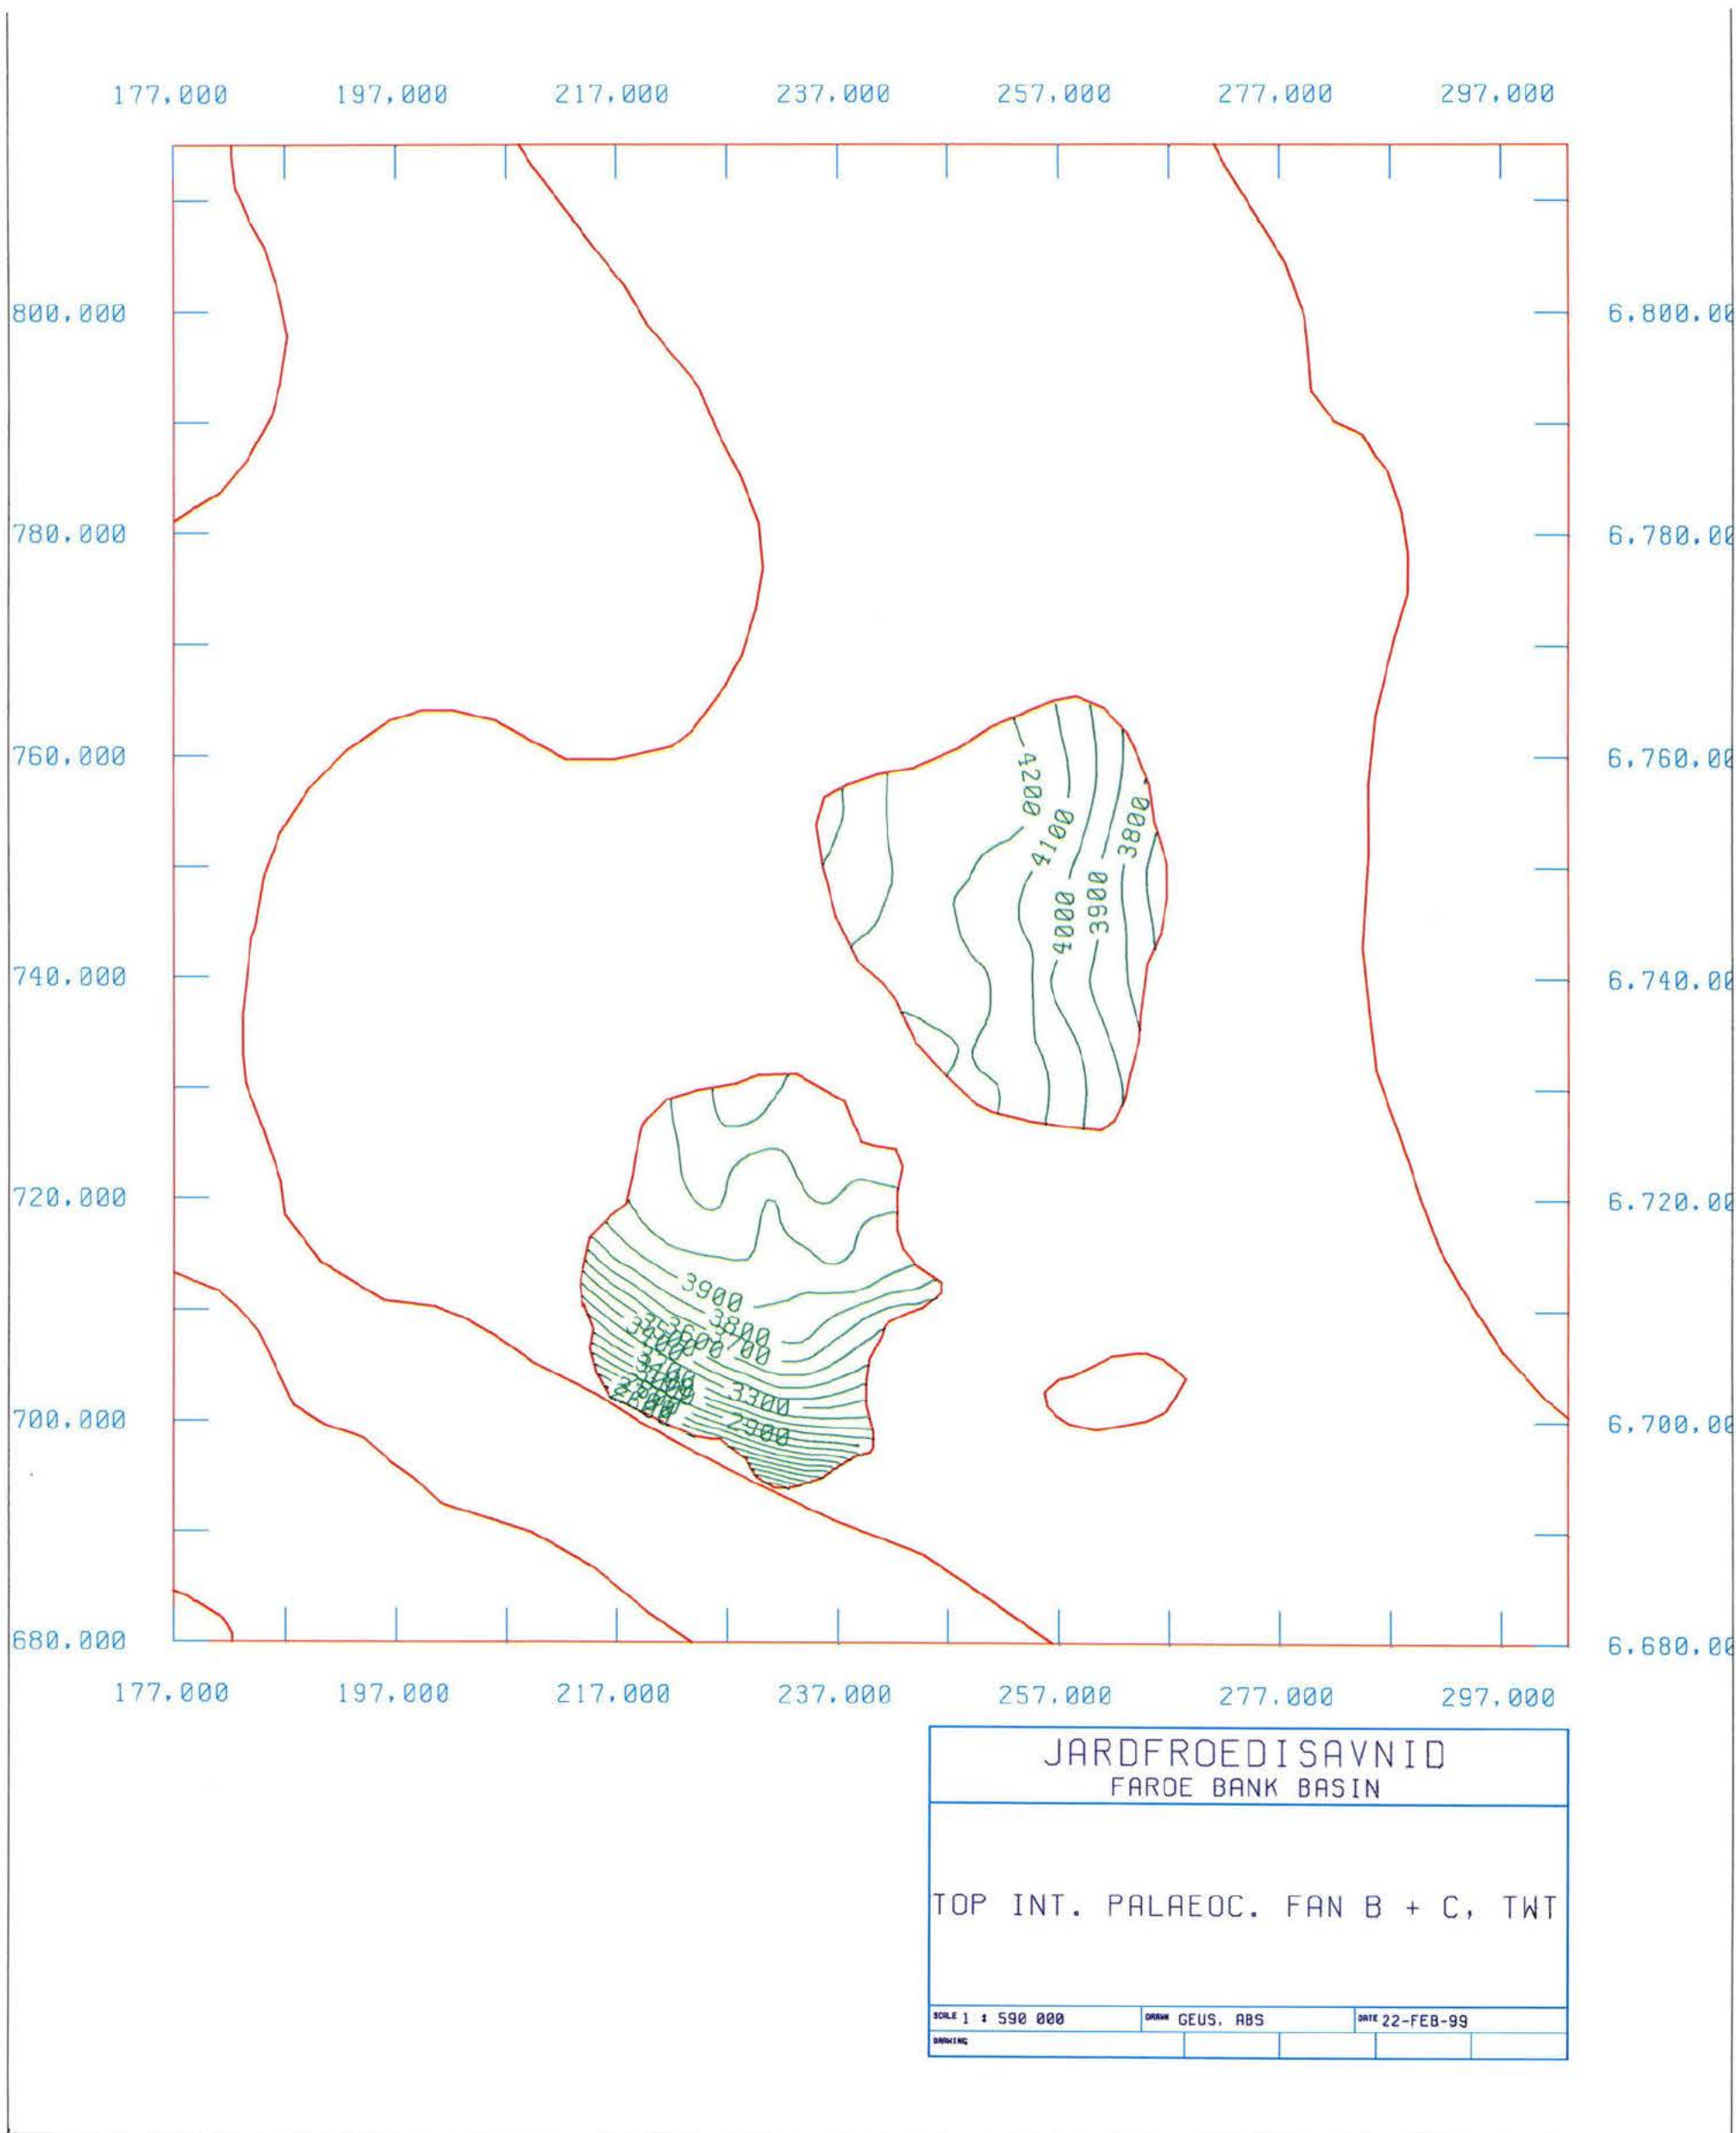 177,000 197,000 217,000 237,000 257,000 277,000 297,000
800,000 6,800,00
780,000 6,780,00
760,000 6,760,00
4200
4100
3800
4000
3900
740,000 6,740,00
720,000 6,720,00
3900
3800
3700
3600
3300
2900
700,000 6,700,00
680,000 6,680,00
177,000 197,000 217,000 237,000 257,000 277,000 297,000
JARDFROEDISAVNID
FAROE BANK BASIN
TOP INT. PALAEOC. FAN B + C, TWT
SCALE 1 : 590 000 DRAWN GEUS, ABS DATE 22-FEB-99
DRAWING